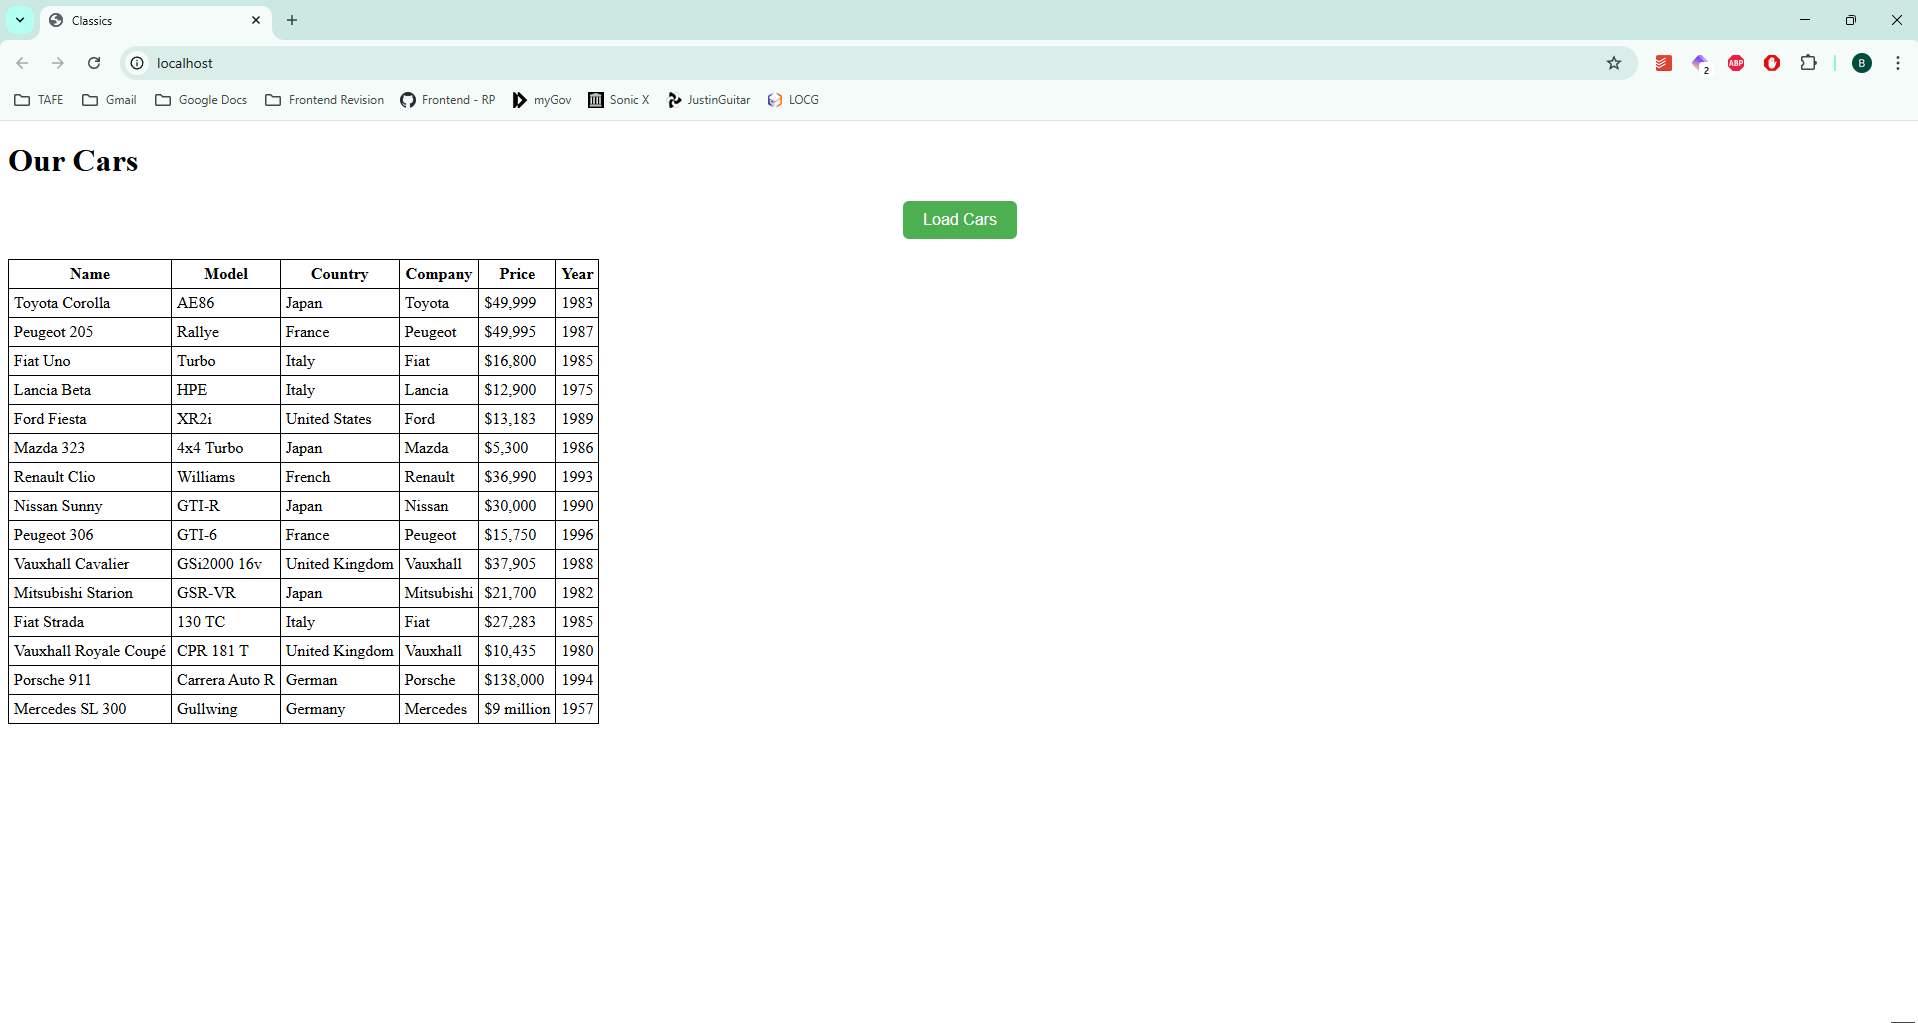 Classics
localhost
2
ABP
B
TAFE Gmail Google Docs Frontend Revision Frontend - RP myGov Sonic X JustinGuitar LOCG
Our Cars
Load Cars
Name Model Country Company Price Year
Toyota Corolla AE86 Japan Toyota $49,999 1983
Peugeot 205 Rallye France Peugeot $49,995 1987
Fiat Uno Turbo Italy Fiat $16,800 1985
Lancia Beta HPE Italy Lancia $12,900 1975
Ford Fiesta XR2i United States Ford $13,183 1989
Mazda 323 4x4 Turbo Japan Mazda $5,300 1986
Renault Clio Williams French Renault $36,990 1993
Nissan Sunny GTI-R Japan Nissan $30,000 1990
Peugeot 306 GTI-6 France Peugeot $15,750 1996
Vauxhall Cavalier GSi2000 16v United Kingdom Vauxhall $37,905 1988
Mitsubishi Starion GSR-VR Japan Mitsubishi $21,700 1982
Fiat Strada 130 TC Italy Fiat $27,283 1985
Vauxhall Royale Coupé CPR 181 T United Kingdom Vauxhall $10,435 1980
Porsche 911 Carrera Auto R German Porsche $138,000 1994
Mercedes SL 300 Gullwing Germany Mercedes $9 million 1957